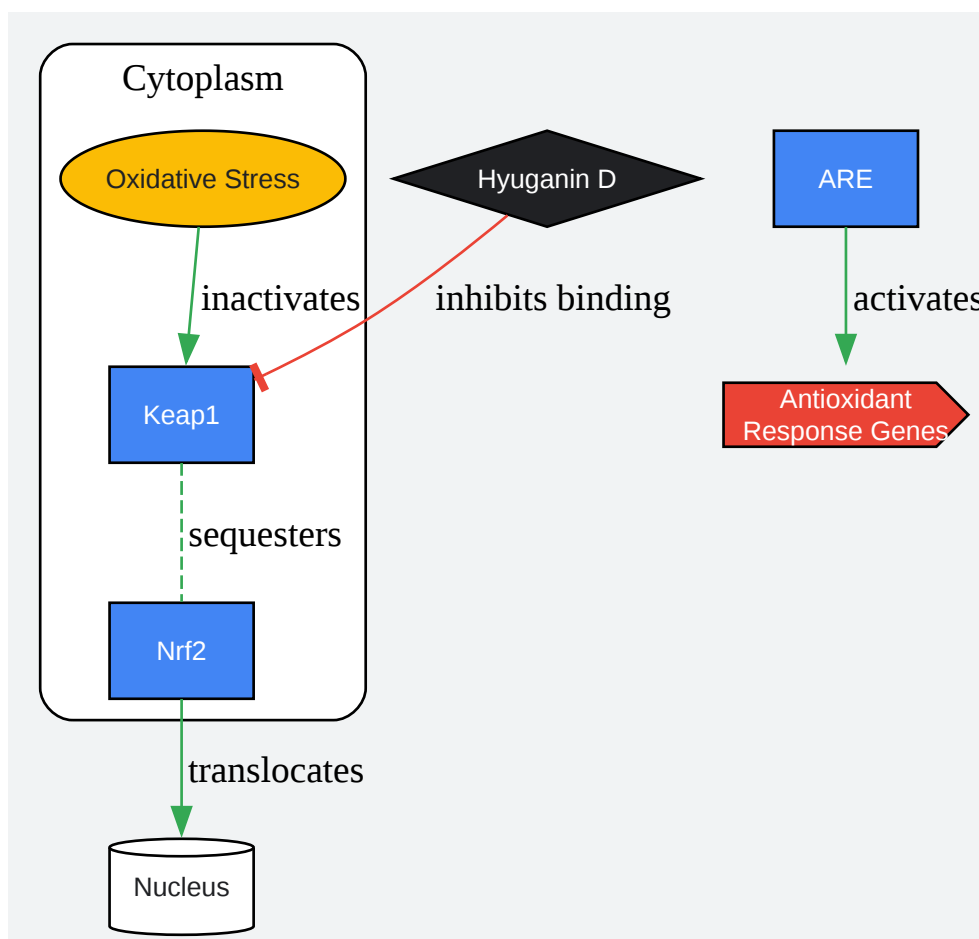 Cytoplasm
Oxidative Stress
Hyuganin D
ARE
inactivates
inhibits binding
activates
Keap1
Antioxidant
Response Genes
sequesters
Nrf2
translocates
Nucleus